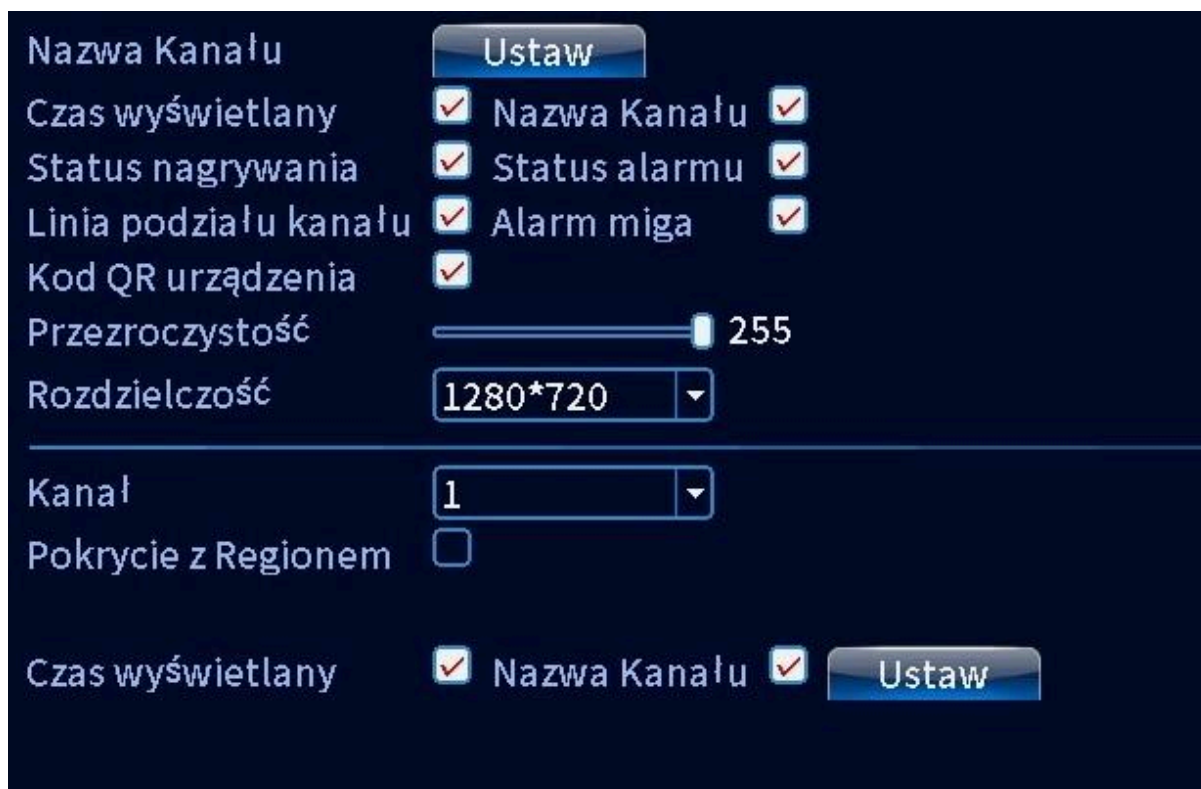 Nazwa Kanału Ustaw
Czas wyświetlany Nazwa Kanału
Status nagrywania Status alarmu
Linia podziału kanału Alarm miga
Kod QR urządzenia
Przezroczystość 255
Rozdzielczość 1280*720
Kanał 1
Pokrycie z Regionem
Czas wyświetlany Nazwa Kanału Ustaw